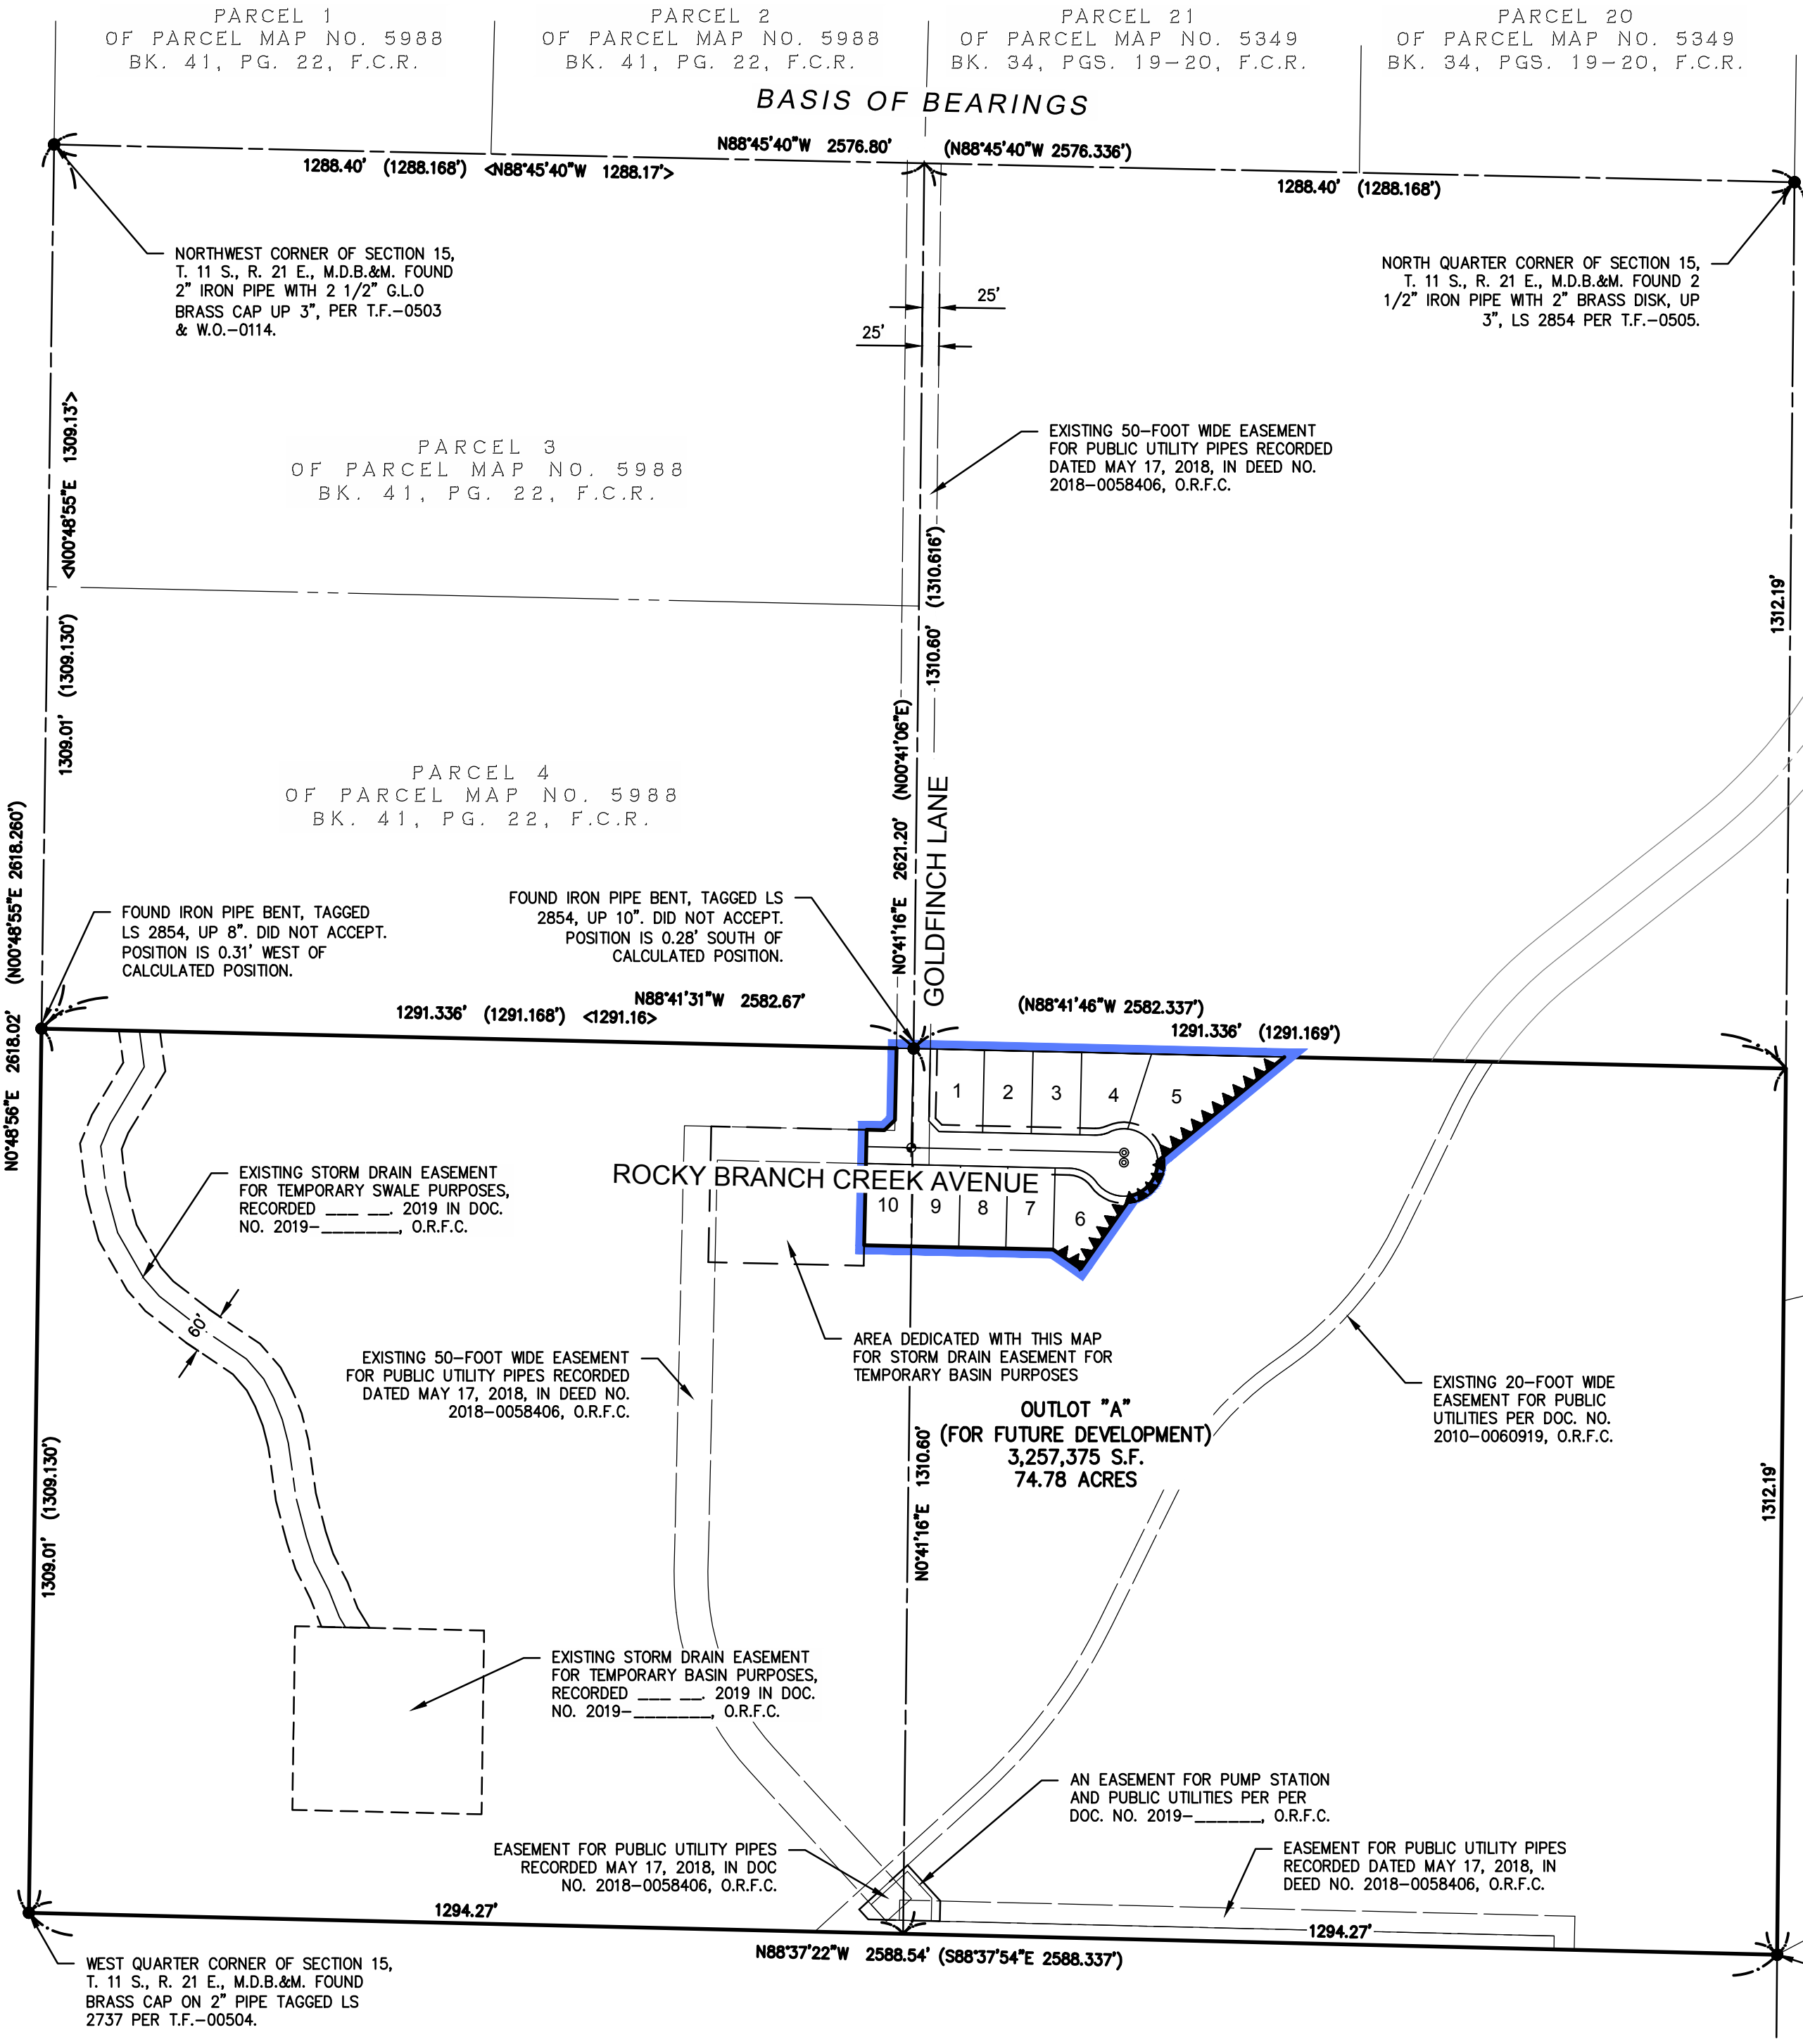 PARCEL 1
OF PARCEL MAP NO. 5988
BK. 41, PG. 22, F.C.R.
PARCEL 2
OF PARCEL MAP NO. 5988
BK. 41, PG. 22, F.C.R.
PARCEL 21
OF PARCEL MAP NO. 5349
BK. 34, PGS. 19-20, F.C.R.
PARCEL 20
OF PARCEL MAP NO. 5349
BK. 34, PGS. 19-20, F.C.R.
BASIS OF BEARINGS
N88°45'40"W 2576.80' (N88°45'40"W 2576.336')
1288.40' (1288.168') <N88°45'40"W 1288.17'>
1288.40' (1288.168')
NORTHWEST CORNER OF SECTION 15,
T. 11 S., R. 21 E., M.D.B.&M. FOUND
2" IRON PIPE WITH 2 1/2" G.L.O
BRASS CAP UP 3", PER T.F.-0503
& W.O.-0114.
NORTH QUARTER CORNER OF SECTION 15,
T. 11 S., R. 21 E., M.D.B.&M. FOUND 2
1/2" IRON PIPE WITH 2" BRASS DISK, UP
3", LS 2854 PER T.F.-0505.
25'
25'
<N00°48'55"E 1309.13'>
PARCEL 3
OF PARCEL MAP NO. 5988
BK. 41, PG. 22, F.C.R.
EXISTING 50-FOOT WIDE EASEMENT
FOR PUBLIC UTILITY PIPES RECORDED
DATED MAY 17, 2018, IN DEED NO.
2018-0058406, O.R.F.C.
1310.60' (1310.616')
1312.19'
1309.01' (1309.130')
N0°41'16"E 2621.20' (N00°41'06"E)
GOLDFINCH LANE
PARCEL 4
OF PARCEL MAP NO. 5988
BK. 41, PG. 22, F.C.R.
N0°48'56"E 2618.02' (N00°48'55"E 2618.260')
FOUND IRON PIPE BENT, TAGGED
LS 2854, UP 8". DID NOT ACCEPT.
POSITION IS 0.31' WEST OF
CALCULATED POSITION.
FOUND IRON PIPE BENT, TAGGED LS
2854, UP 10". DID NOT ACCEPT.
POSITION IS 0.28' SOUTH OF
CALCULATED POSITION.
N88°41'31"W 2582.67' (N88°41'46"W 2582.337')
1291.336' (1291.168') <1291.16>
1291.336' (1291.169')
1 2 3 4 5
ROCKY BRANCH CREEK AVENUE
10 9 8 7 6
EXISTING STORM DRAIN EASEMENT
FOR TEMPORARY SWALE PURPOSES,
RECORDED ___ __. 2019 IN DOC.
NO. 2019-_______, O.R.F.C.
60'
AREA DEDICATED WITH THIS MAP
FOR STORM DRAIN EASEMENT FOR
TEMPORARY BASIN PURPOSES
EXISTING 50-FOOT WIDE EASEMENT
FOR PUBLIC UTILITY PIPES RECORDED
DATED MAY 17, 2018, IN DEED NO.
2018-0058406, O.R.F.C.
EXISTING 20-FOOT WIDE
EASEMENT FOR PUBLIC
UTILITIES PER DOC. NO.
2010-0060919, O.R.F.C.
OUTLOT "A"
(FOR FUTURE DEVELOPMENT)
3,257,375 S.F.
74.78 ACRES
1309.01' (1309.130')
N0°41'16"E 1310.60'
1312.19'
EXISTING STORM DRAIN EASEMENT
FOR TEMPORARY BASIN PURPOSES,
RECORDED ___ __. 2019 IN DOC.
NO. 2019-_______, O.R.F.C.
AN EASEMENT FOR PUMP STATION
AND PUBLIC UTILITIES PER PER
DOC. NO. 2019-______, O.R.F.C.
EASEMENT FOR PUBLIC UTILITY PIPES
RECORDED MAY 17, 2018, IN DOC
NO. 2018-0058406, O.R.F.C.
EASEMENT FOR PUBLIC UTILITY PIPES
RECORDED DATED MAY 17, 2018, IN
DEED NO. 2018-0058406, O.R.F.C.
1294.27'
1294.27'
N88°37'22"W 2588.54' (S88°37'54"E 2588.337')
WEST QUARTER CORNER OF SECTION 15,
T. 11 S., R. 21 E., M.D.B.&M. FOUND
BRASS CAP ON 2" PIPE TAGGED LS
2737 PER T.F.-00504.